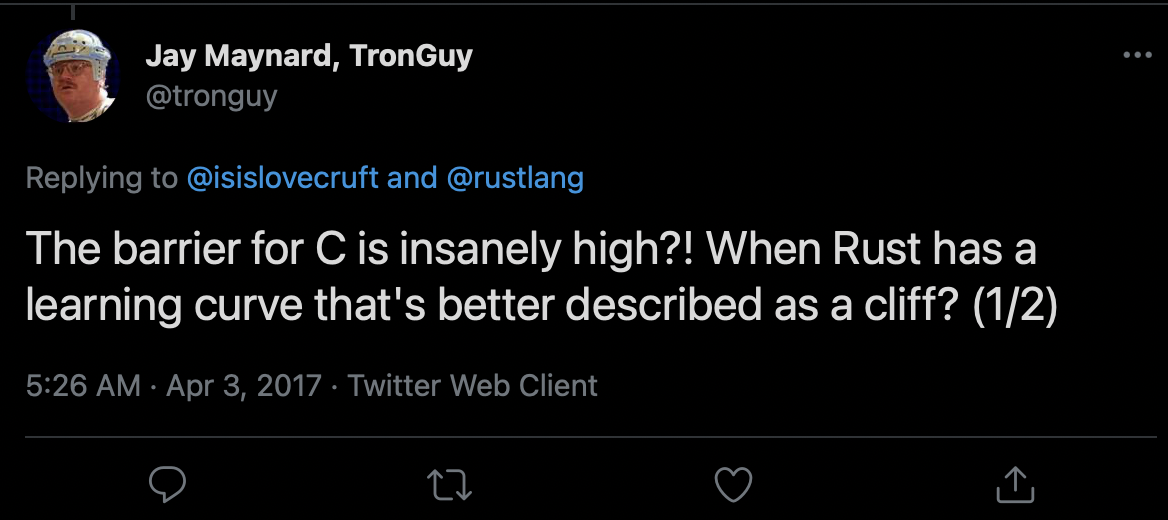 Jay Maynard, TronGuy
@tronguy
Replying to @isislovecruft and @rustlang
The barrier for C is insanely high?! When Rust has a
learning curve that's better described as a cliff? (1/2)
5:26 AM · Apr 3, 2017 · Twitter Web Client